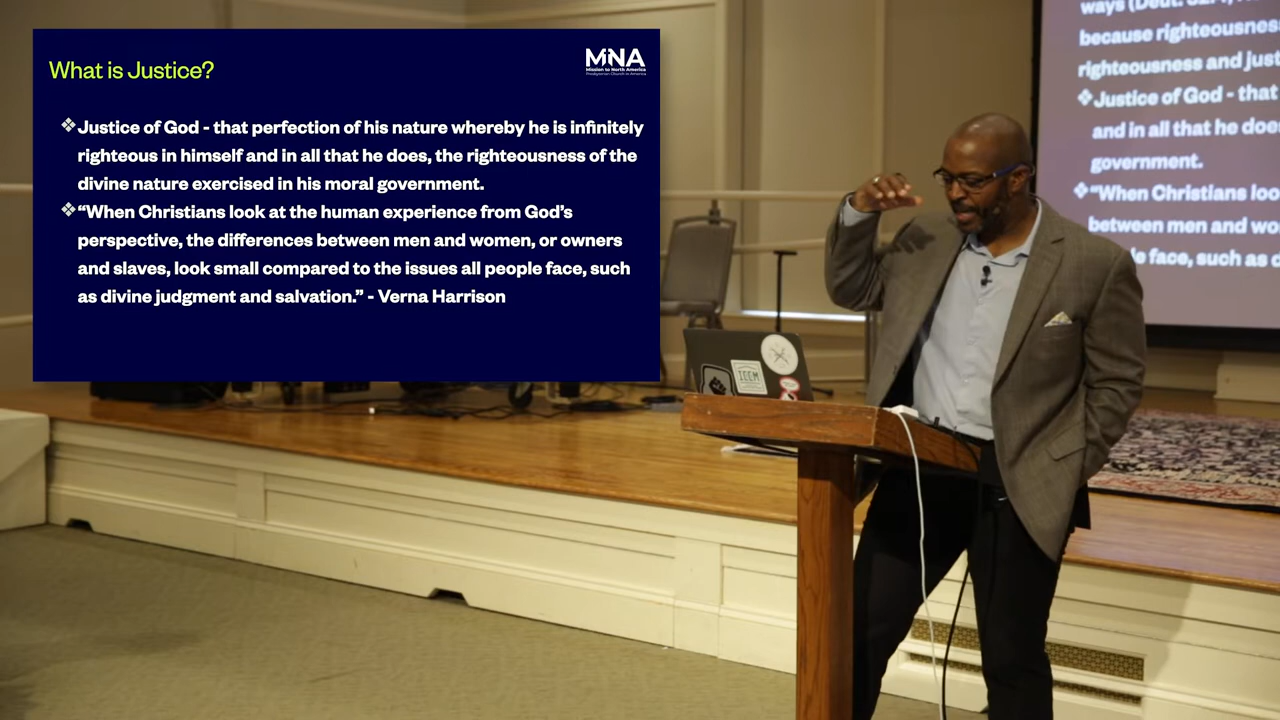 What is Justice?
MNA
Mission to North America
Presbyterian Church in America
❖Justice of God - that perfection of his nature whereby he is infinitely
righteous in himself and in all that he does, the righteousness of the
divine nature exercised in his moral government.
❖“When Christians look at the human experience from God’s
perspective, the differences between men and women, or owners
and slaves, look small compared to the issues all people face, such
as divine judgment and salvation.” - Verna Harrison
ways (Deut.
because
righteousness and
❖Justice of God - that
and in all that he
government.
❖“When Christians
between men and
face, such as
TEEM